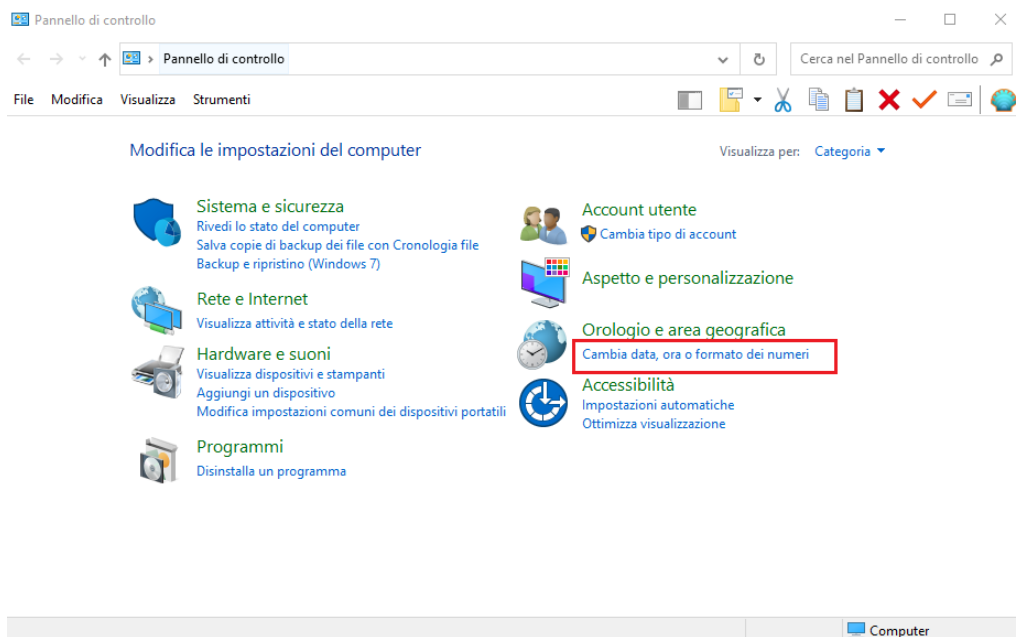 Pannello di controllo
Pannello di controllo
Cerca nel Pannello di controllo
File Modifica Visualizza Strumenti
Modifica le impostazioni del computer
Visualizza per: Categoria
Sistema e sicurezza
Rivedi lo stato del computer
Salva copie di backup dei file con Cronologia file
Backup e ripristino (Windows 7)
Rete e Internet
Visualizza attività e stato della rete
Hardware e suoni
Visualizza dispositivi e stampanti
Aggiungi un dispositivo
Modifica impostazioni comuni dei dispositivi portatili
Programmi
Disinstalla un programma
Account utente
Cambia tipo di account
Aspetto e personalizzazione
Orologio e area geografica
Cambia data, ora o formato dei numeri
Accessibilità
Impostazioni automatiche
Ottimizza visualizzazione
Computer